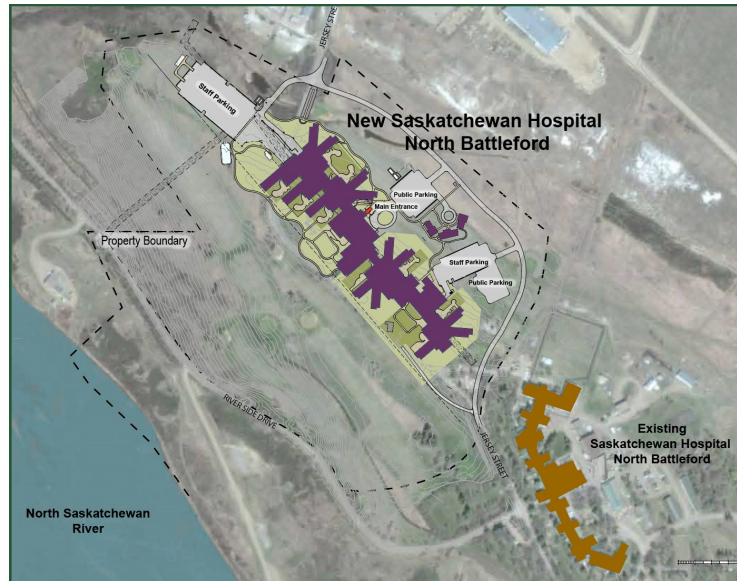 JERSEY STREET
Staff Parking
New Saskatchewan Hospital
North Battleford
Public Parking
Main Entrance
Property Boundary
Staff Parking
Public Parking
RIVER SIDE DRIVE
JERSEY STREET
Existing
Saskatchewan Hospital
North Battleford
North Saskatchewan
River